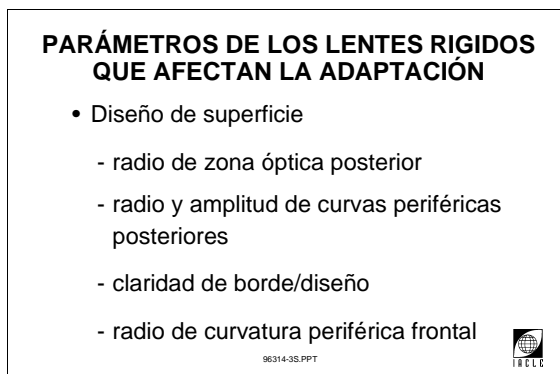 PARÁMETROS DE LOS LENTES RIGIDOS
QUE AFECTAN LA ADAPTACIÓN
• Diseño de superficie
- radio de zona óptica posterior
- radio y amplitud de curvas periféricas
posteriores
- claridad de borde/diseño
- radio de curvatura periférica frontal
96314-3S.PPT
IACLE